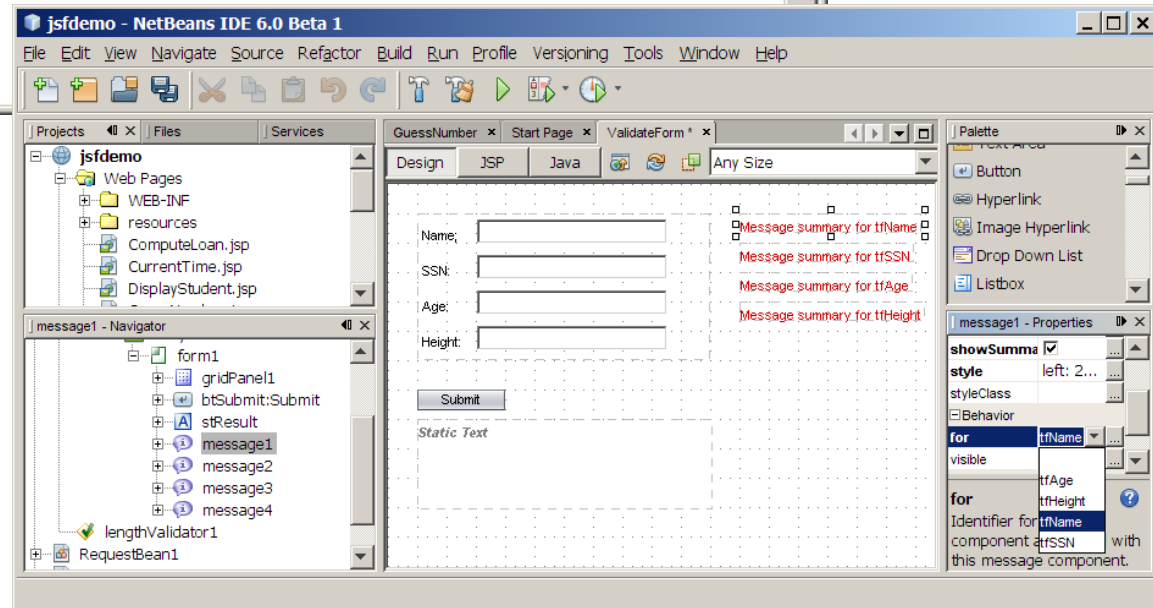 jsfdemo - NetBeans IDE 6.0 Beta 1
File Edit View Navigate Source Refactor Build Run Profile Versioning Tools Window Help
Projects Files Services
jsfdemo
Web Pages
WEB-INF
resources
ComputeLoan.jsp
CurrentTime.jsp
DisplayStudent.jsp
message1 - Navigator
form1
gridPanel1
btSubmit:Submit
stResult
message1
message2
message3
message4
lengthValidator1
RequestBean1
GuessNumber Start Page ValidateForm *
Design JSP Java Any Size
Name: Message summary for tfName
SSN: Message summary for tfSSN
Age: Message summary for tfAge
Height: Message summary for tfHeight
Submit
Static Text
Palette
Text Area
Button
Hyperlink
Image Hyperlink
Drop Down List
Listbox
message1 - Properties
showSumma
style left: 2... ...
styleClass ...
Behavior
for tfName ...
visible ...
tfAge
tfHeight
tfName
tfSSN
for
Identifier for
component a with
this message component.